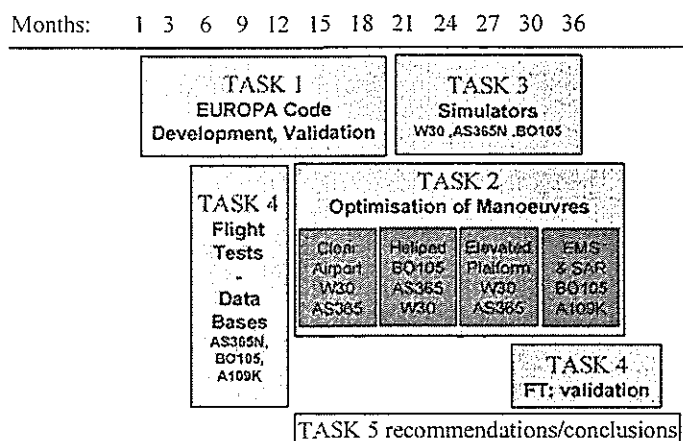 Months: 1 3 6 9 12 15 18 21 24 27 30 36
TASK 1
EUROPA Code
Development, Validation
TASK 3
Simulators
W30 ,AS365N ,BO105
TASK 4
Flight
Tests
-
Data
Bases
AS365N,
BO105,
A109K
TASK 2
Optimisation of Manoeuvres
Clear
Airport
W30
AS365
Helipad
BO105
AS365
W30
Elevated
Platform
W30
AS365
EMS
& SAR
BO105
A109K
TASK 4
FT: validation
TASK 5 recommendations/conclusions